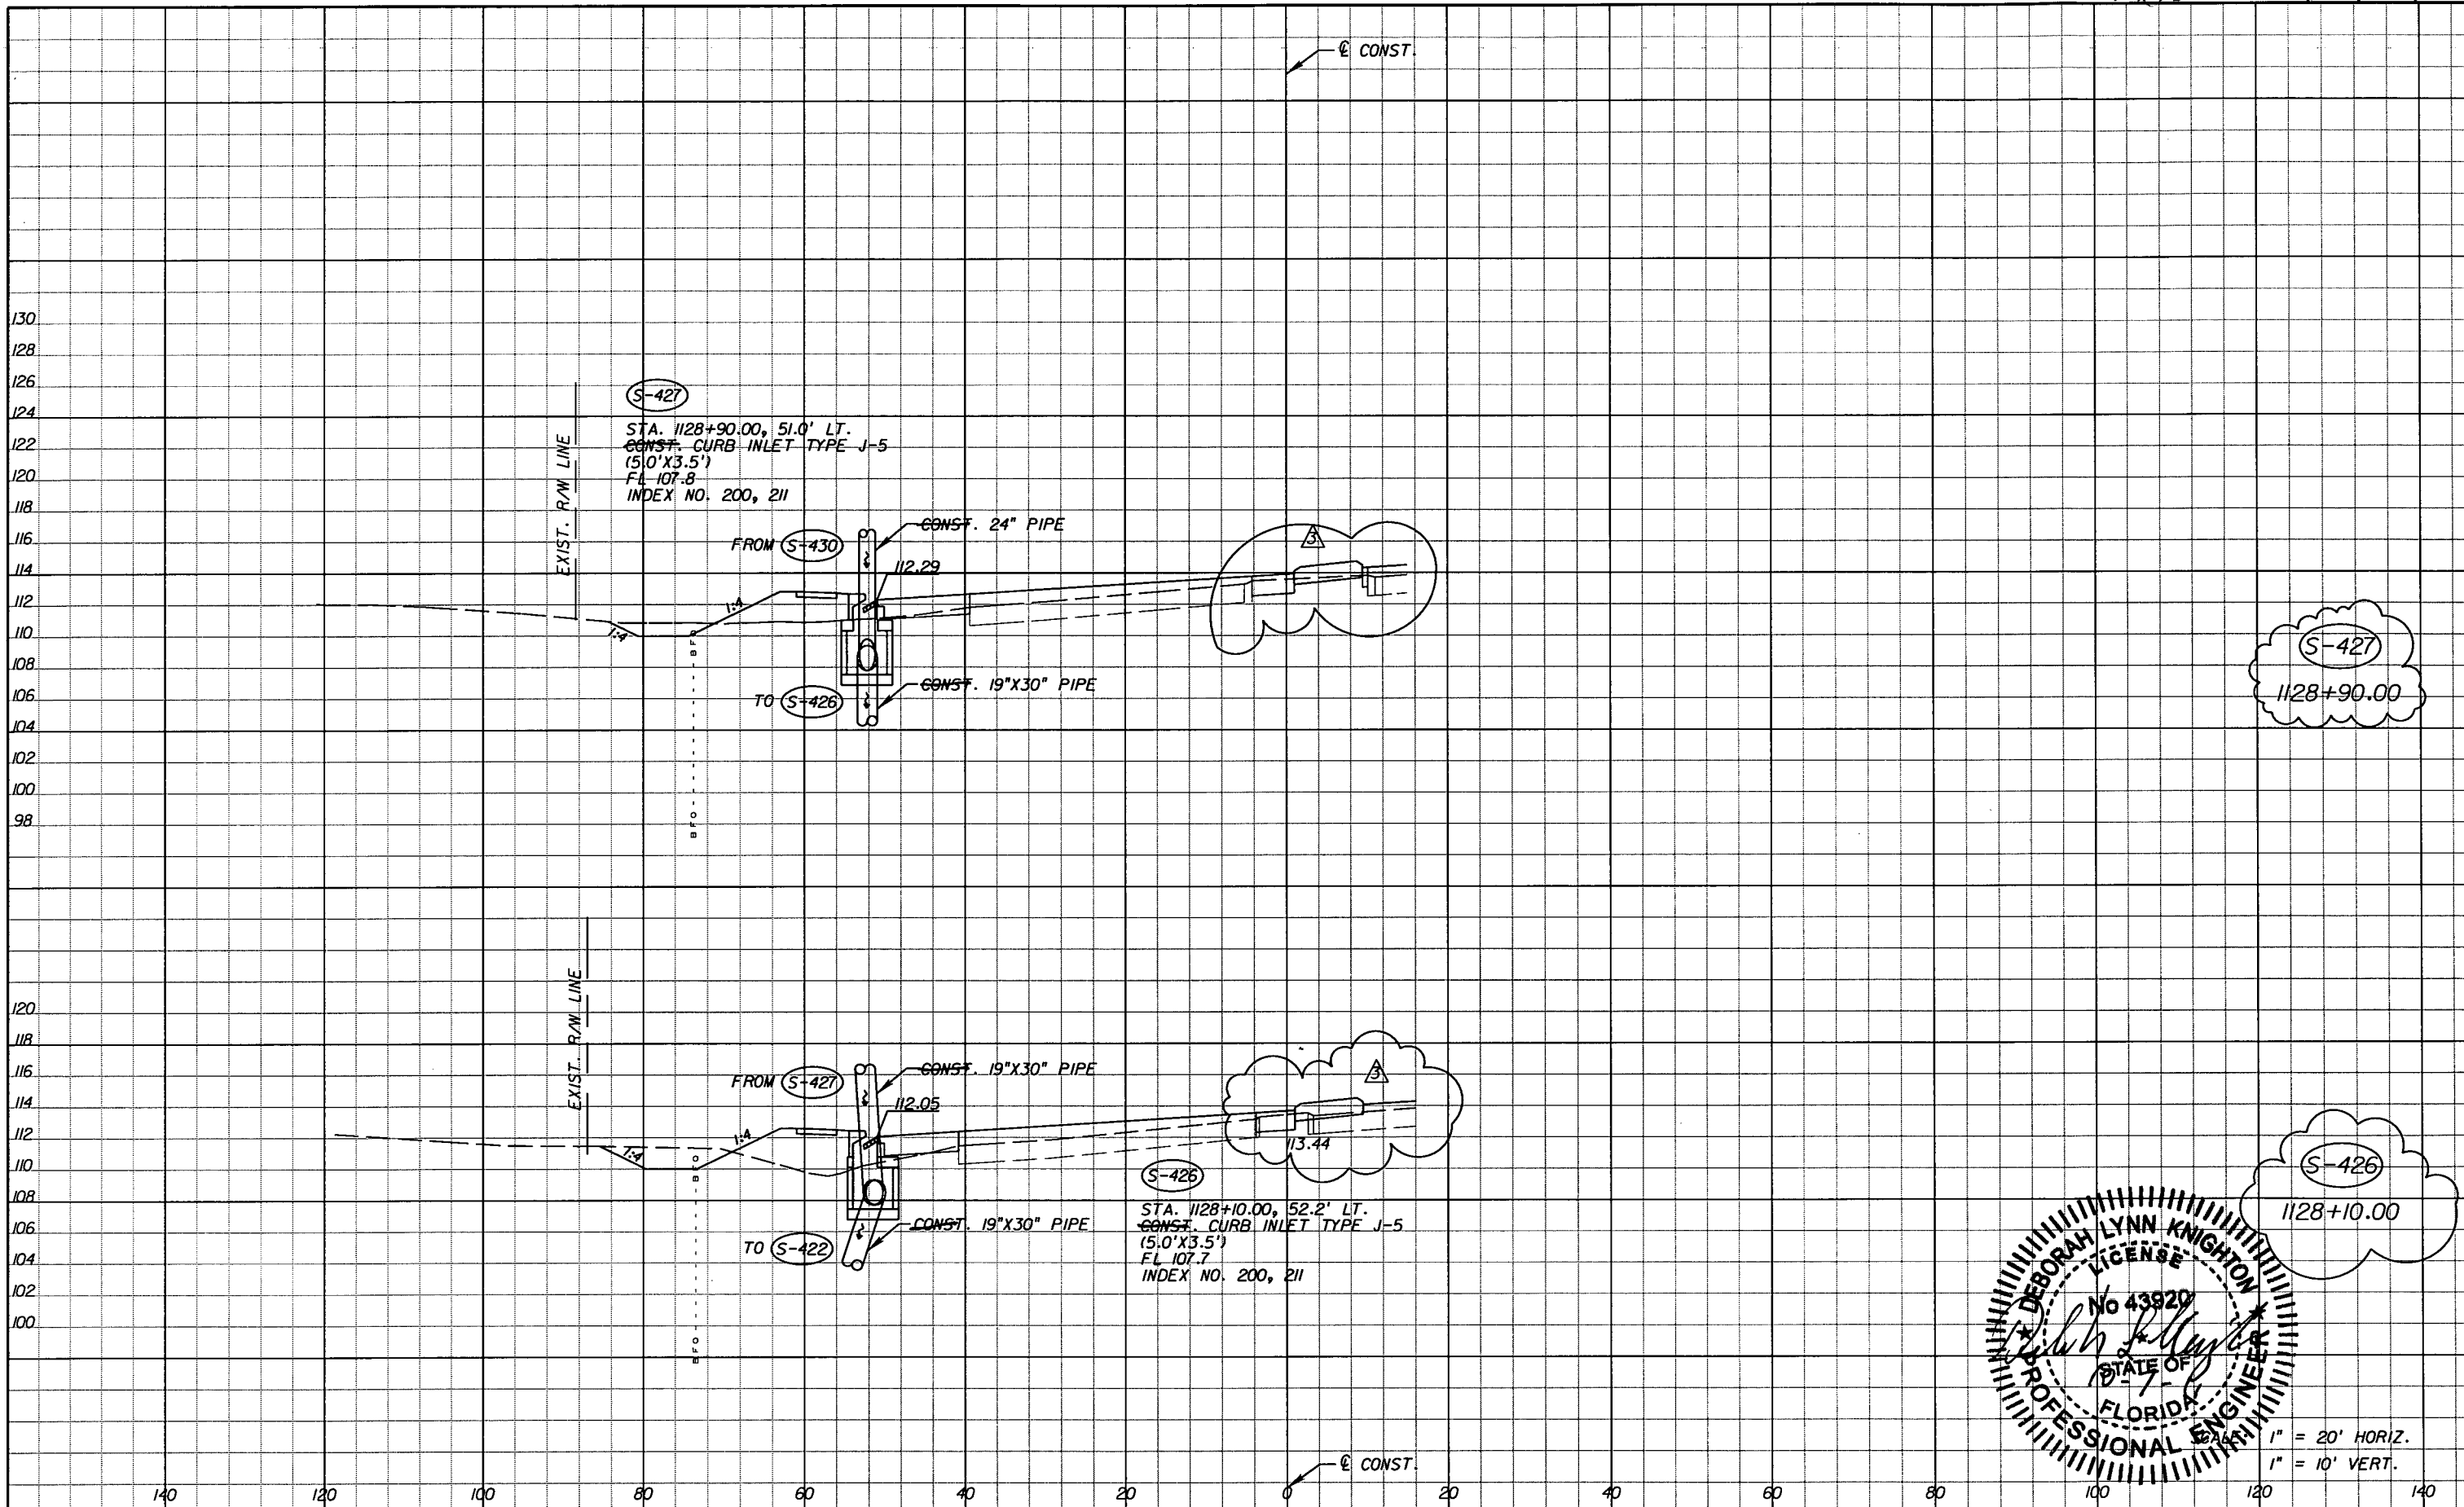 ℄ CONST.
130
128
126
124
122
120
118
116
114
112
110
108
106
104
102
100
98
EXIST. R/W LINE
S-427
STA. 1128+90.00, 51.0' LT.
CONST. CURB INLET TYPE J-5
(5.0'X3.5')
FL 107.8
INDEX NO. 200, 211
CONST. 24" PIPE
FROM S-430
112.29
1:4
1:4
BFO
BFO
CONST. 19"X30" PIPE
TO S-426
3
S-427
1128+90.00
120
118
116
114
112
110
108
106
104
102
100
EXIST. R/W LINE
FROM S-427
CONST. 19"X30" PIPE
112.05
1:4
1:4
BFO
BFO
CONST. 19"X30" PIPE
TO S-422
3
113.44
S-426
STA. 1128+10.00, 52.2' LT.
CONST. CURB INLET TYPE J-5
(5.0'X3.5')
FL 107.7
INDEX NO. 200, 211
S-426
1128+10.00
DEBORAH LYNN KNIGHTON
LICENSE
No 43920
STATE OF
FLORIDA
PROFESSIONAL ENGINEER
SCALE: 1" = 20' HORIZ.
1" = 10' VERT.
℄ CONST.
140 120 100 80 60 40 20 0 20 40 60 80 100 120 140